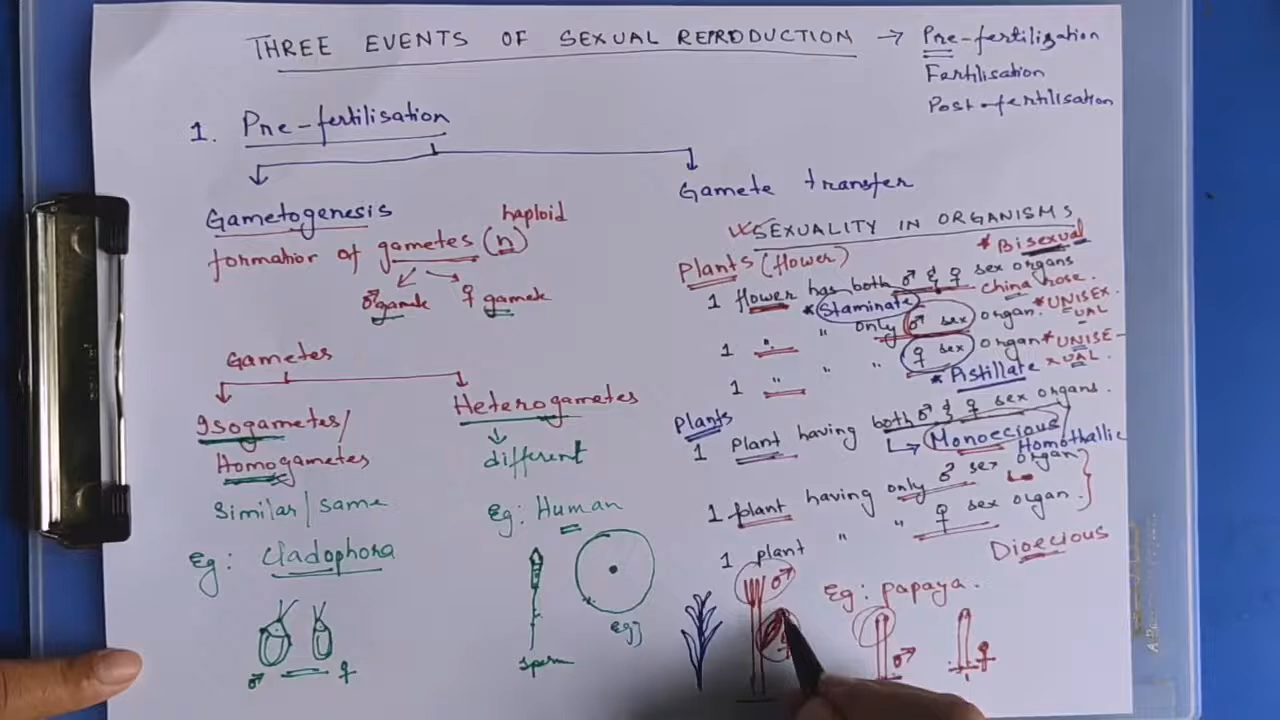 THREE EVENTS OF SEXUAL REPRODUCTION → Pre-fertilization
Fertilisation
Post-fertilisation
1. Pre-fertilisation
Gametogenesis
formation of gametes (n)
haploid
♂ gamete ♀ gamete
Gametes
Isogametes/
Homogametes
Similar/same
Eg: Cladophora
♂ ♀
Heterogametes
different
Eg: Human
sperm
egg
Gamete transfer
SEXUALITY IN ORGANISMS
* Bisexual
Plants (flower)
1 flower has both ♂ & ♀ sex organs
China rose.
* Staminate
1 " " only ♂ sex organ. * UNISEXUAL
1 " " " ♀ sex organ * UNISEXUAL.
* Pistillate
Plants
1 Plant having both ♂ & ♀ sex organs.
↳ Monoecious Homothallic
1 plant having only ♂ sex organ
1 plant " " ♀ sex organ.
Dioecious
Eg: papaya.
♂ ♀
♂ ♀